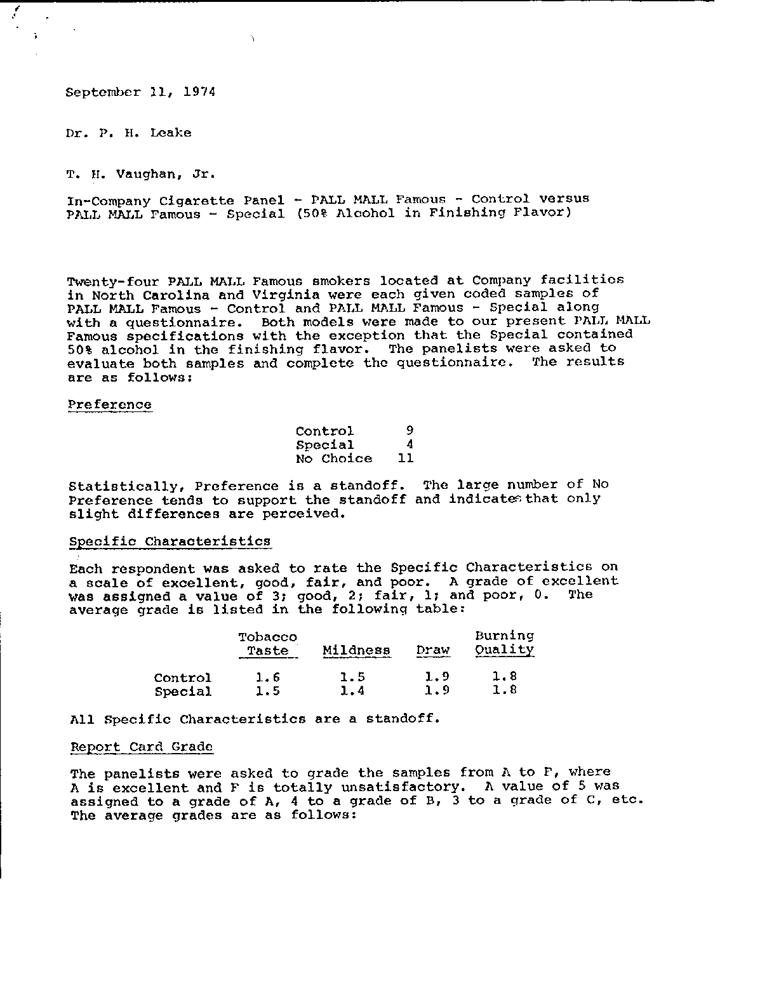 September 11, 1974
Dr. P. H. Leake
T. H. Vaughan, Jr.
In-Company Cigarette Panel - PALL MALL Famous - Control versus
PALL MALL Famous - Special (50% Alcohol in Finishing Flavor)
Twenty-four PALL MALL Famous smokers located at Company facilities
in North Carolina and Virginia were each given coded samples of
PALL MALL Famous - Control and PALL MALL Famous - Special along
with a questionnaire. Both models were made to our present PALL MALL
Famous specifications with the exception that the Special contained
50% alcohol in the finishing flavor. The panelists were asked to
evaluate both samples and complete the questionnaire. The results
are as follows:
Preference
Control 9
Special 4
No Choice 11
Statistically, Preference is a standoff. The large number of No
Preference tends to support the standoff and indicates that only
slight differences are perceived.
Specific Characteristics
Each respondent was asked to rate the Specific Characteristics on
a scale of excellent, good, fair, and poor. A grade of excellent
was assigned a value of 3; good, 2; fair, 1; and poor, 0. The
average grade is listed in the following table:
Tobacco Burning
Taste Mildness Draw Quality
Control 1.6 1.5 1.9 1.8
Special 1.5 1.4 1.9 1.8
All Specific Characteristics are a standoff.
Report Card Grade
The panelists were asked to grade the samples from A to F, where
A is excellent and F is totally unsatisfactory. A value of 5 was
assigned to a grade of A, 4 to a grade of B, 3 to a grade of C, etc.
The average grades are as follows: